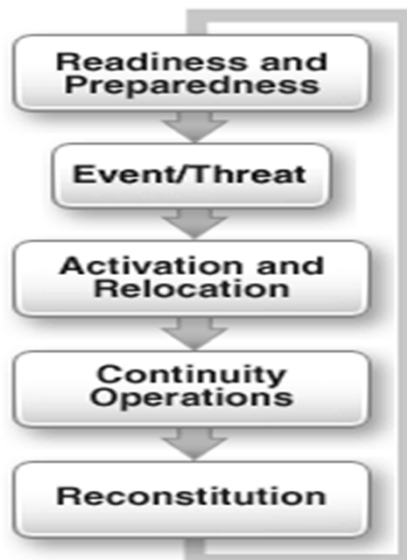 Readiness and
Preparedness
Event/Threat
Activation and
Relocation
Continuity
Operations
Reconstitution